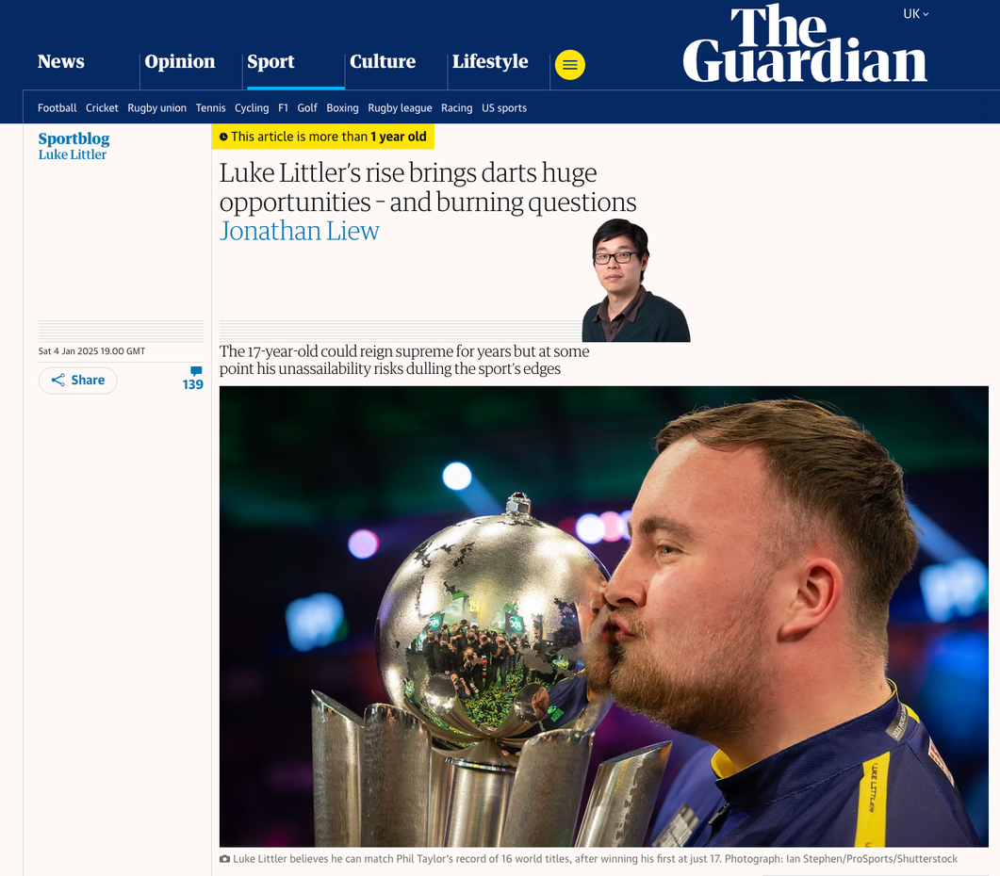 UK
The
Guardian
News
Opinion
Sport
Culture
Lifestyle
Football Cricket Rugby union Tennis Cycling F1 Golf Boxing Rugby league Racing US sports
Sportblog
Luke Littler
This article is more than 1 year old
Luke Littler’s rise brings darts huge
opportunities – and burning questions
Jonathan Liew
Sat 4 Jan 2025 19.00 GMT
Share
139
The 17-year-old could reign supreme for years but at some
point his unassailability risks dulling the sport’s edges
LUKE LITTLER
Luke Littler believes he can match Phil Taylor’s record of 16 world titles, after winning his first at just 17. Photograph: Ian Stephen/ProSports/Shutterstock